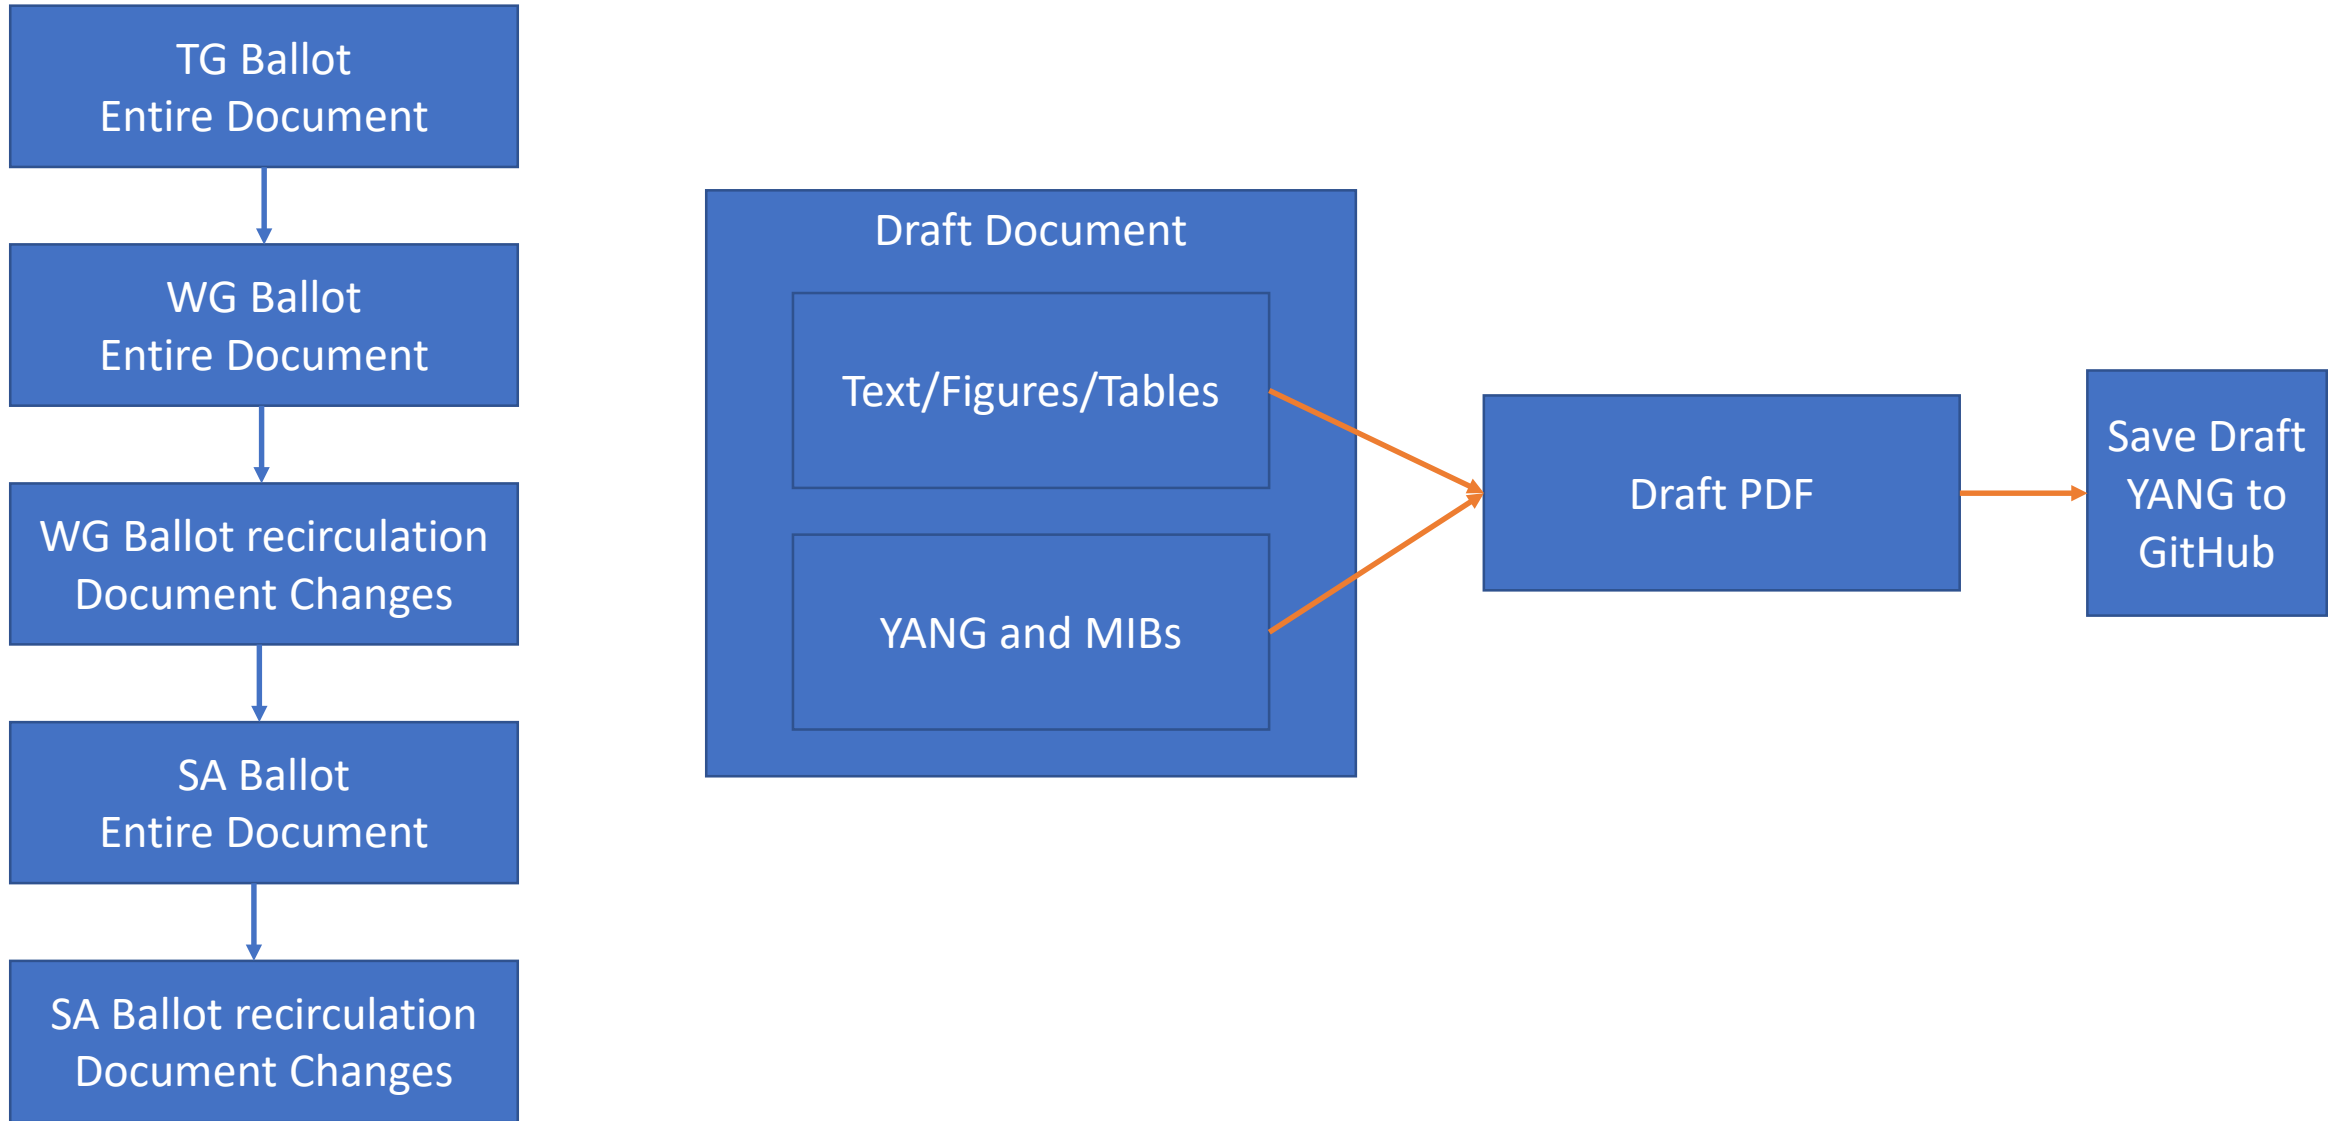 TG Ballot
Entire Document
WG Ballot
Entire Document
WG Ballot recirculation
Document Changes
SA Ballot
Entire Document
SA Ballot recirculation
Document Changes
Draft Document
Text/Figures/Tables
YANG and MIBs
Draft PDF
Save Draft
YANG to
GitHub